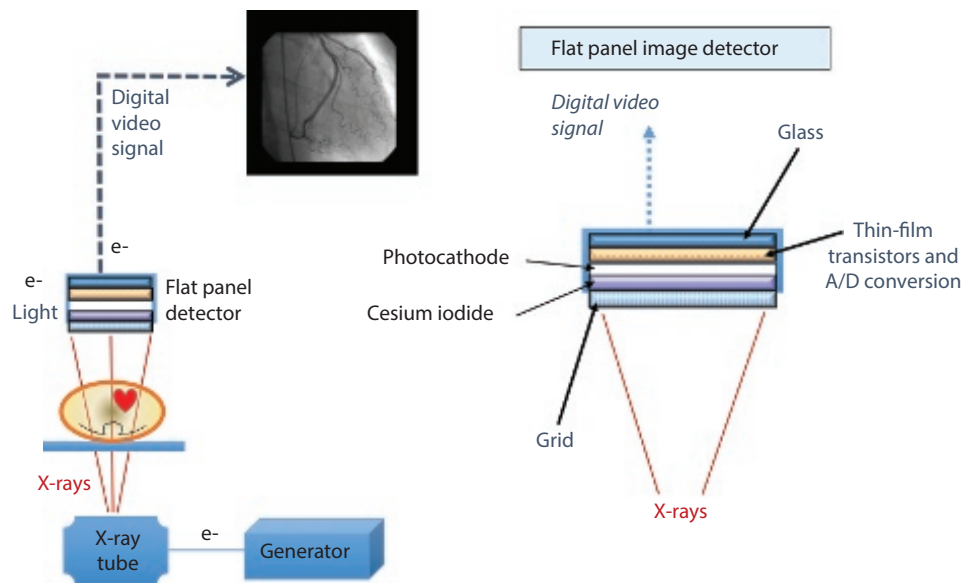 Digital
video
signal
e-
e-
Light
Flat panel
detector
X-rays
X-ray
tube
e-
Generator
Flat panel image detector
Digital video
signal
Glass
Photocathode
Thin-film
transistors and
A/D conversion
Cesium iodide
Grid
X-rays